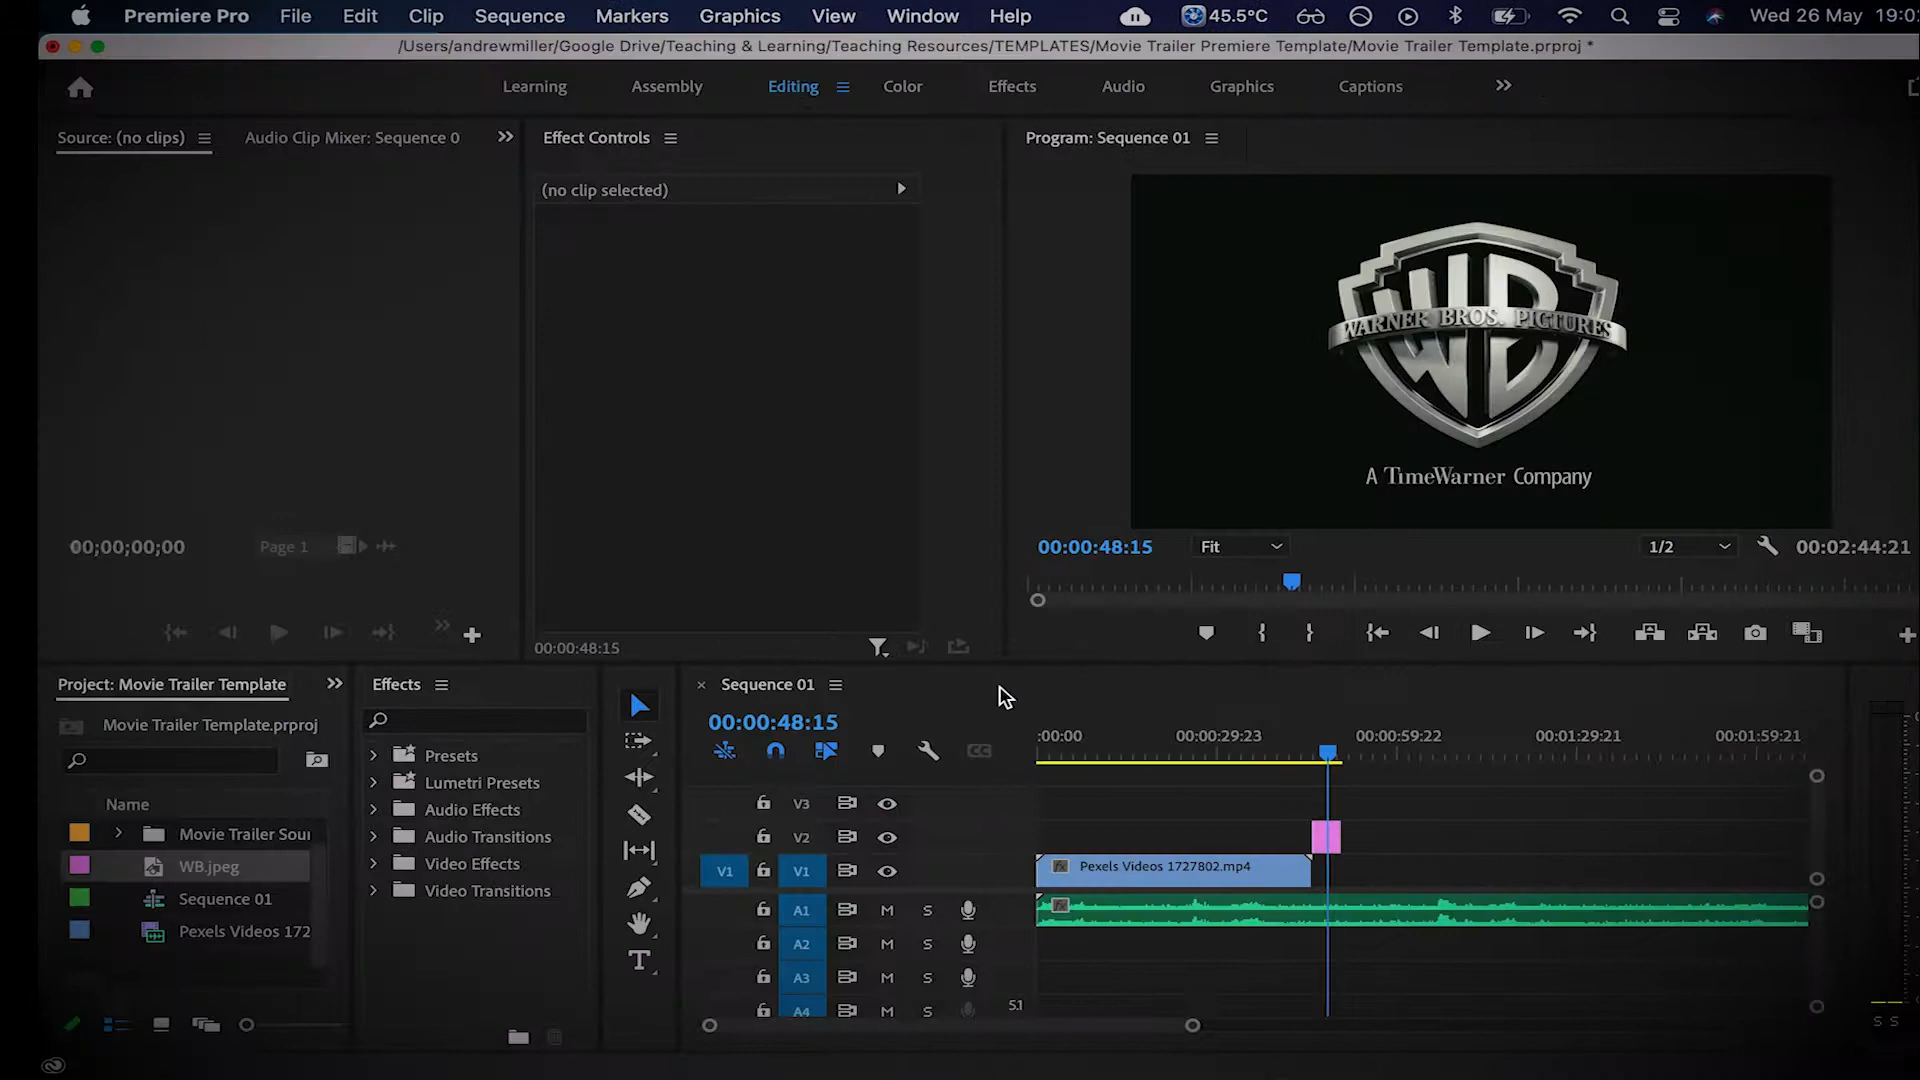 Premiere Pro File Edit Clip Sequence Markers Graphics View Window Help 45.5°C Wed 26 May 19:0
/Users/andrewmiller/Google Drive/Teaching & Learning/Teaching Resources/TEMPLATES/Movie Trailer Premiere Template/Movie Trailer Template.prproj *
Learning Assembly Editing Color Effects Audio Graphics Captions
Source: (no clips) Audio Clip Mixer: Sequence 0 Effect Controls Program: Sequence 01
(no clip selected)
WB
WARNER BROS. PICTURES
A TimeWarner Company
00;00;00;00 Page 1 00:00:48:15 Fit 1/2 00:02:44:21
00:00:48:15
Project: Movie Trailer Template Effects × Sequence 01
Movie Trailer Template.prproj
00:00:48:15
:00:00 00:00:29:23 00:00:59:22 00:01:29:21 00:01:59:21
Presets
CC
Lumetri Presets
Name
Audio Effects V3
Movie Trailer Sour Audio Transitions V2
WB.jpeg Video Effects V1 V1 Pexels Videos 1727802.mp4
Sequence 01 Video Transitions fx A1 M S
Pexels Videos 172 A2 M S
A3 M S
A4 M S 5.1
S S